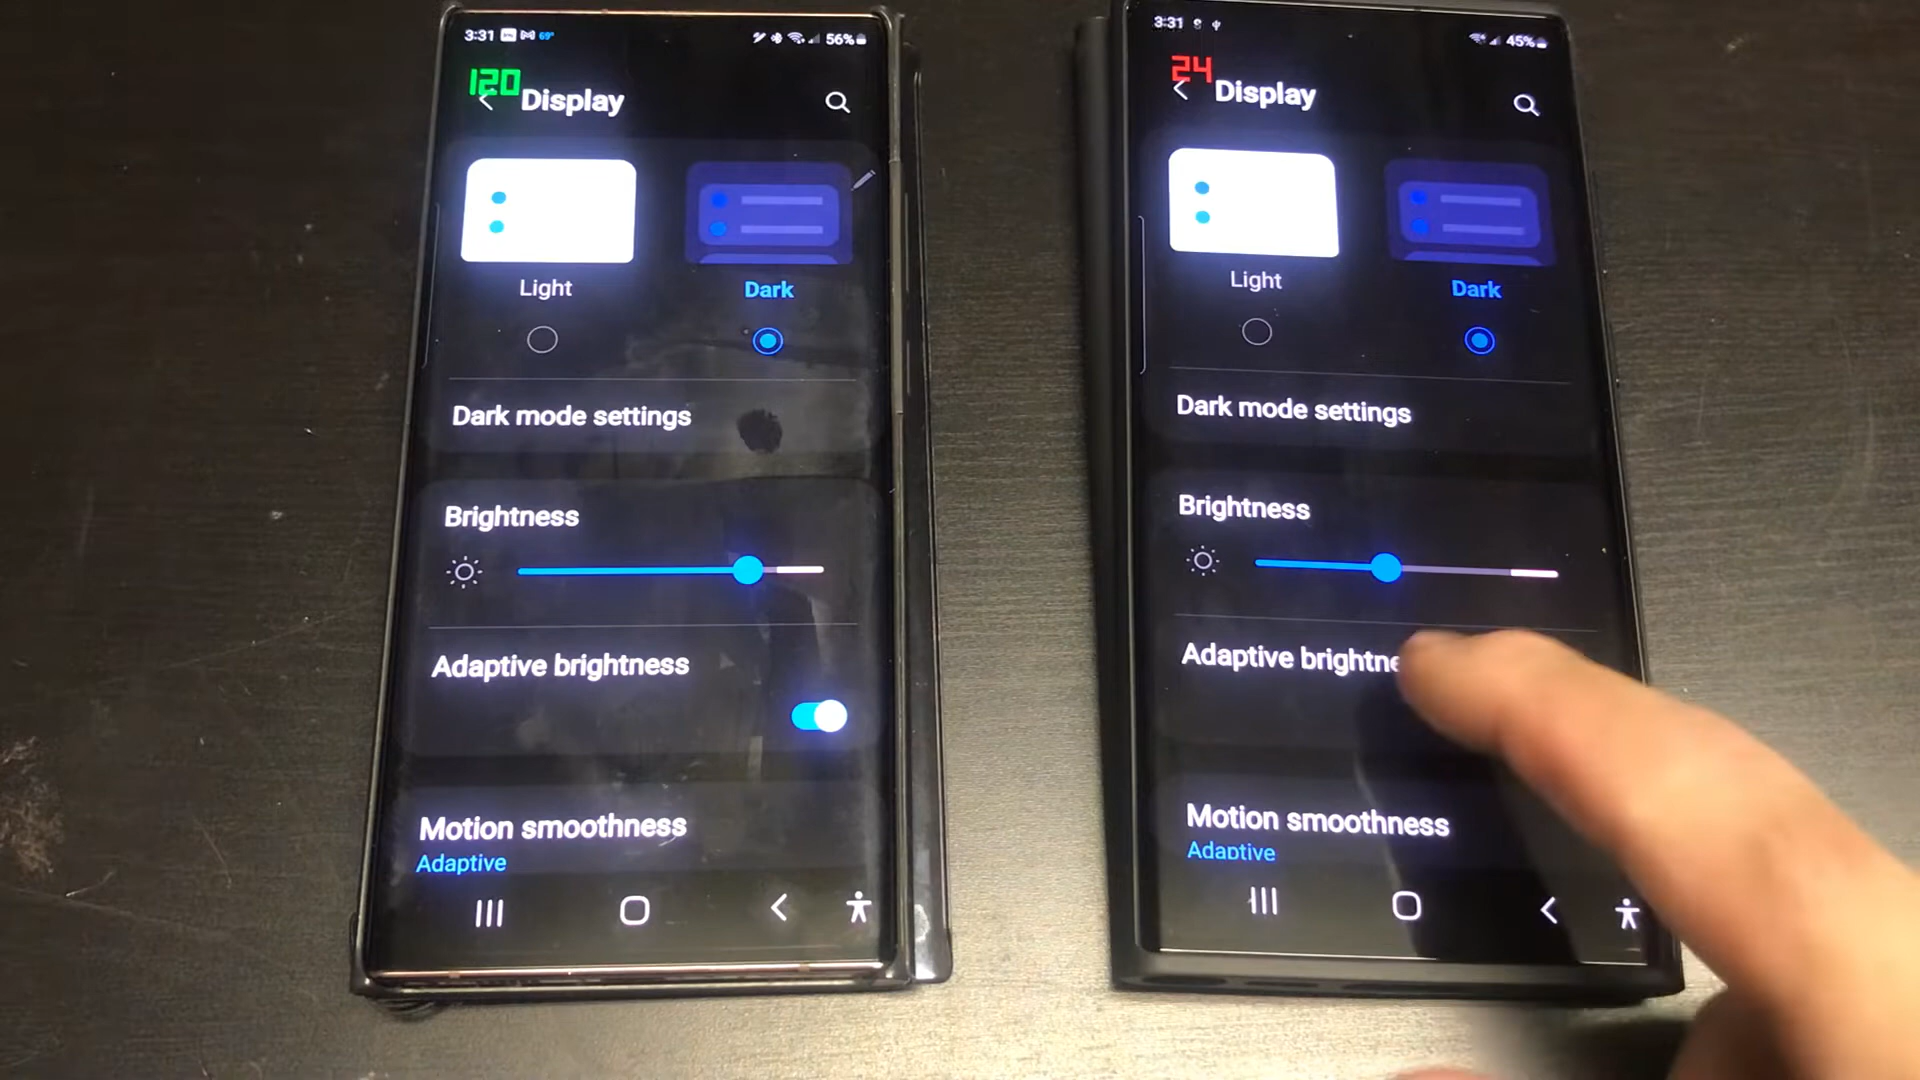 3:31 69°
56%
120
Display
Light
Dark
Dark mode settings
Brightness
Adaptive brightness
Motion smoothness
Adaptive
3:31
45%
24
Display
Light
Dark
Dark mode settings
Brightness
Adaptive brightne
Motion smoothness
Adaptive